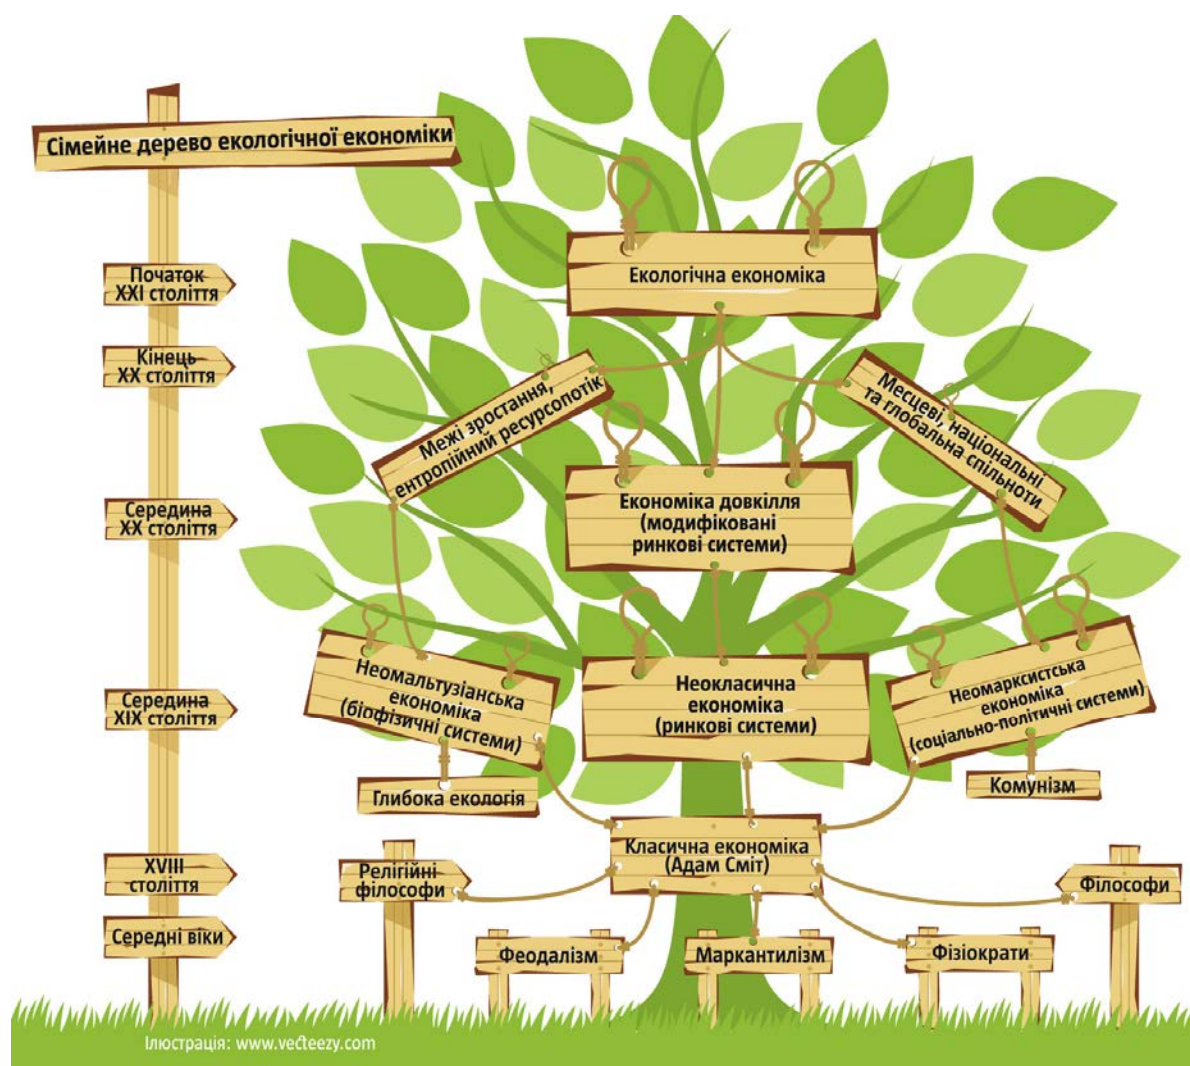 Сімейне дерево екологічної економіки
Початок
XXI століття
Кінець
XX століття
Середина
XX століття
Середина
XIX століття
XVIII
століття
Середні віки
Екологічна економіка
Межі зростання,
ентропійний ресурсопотік
Месцеві, національні
та глобальна спільноти
Економіка довкілля
(модифіковані
ринкові системи)
Неомальтузіанська
економіка
(біофізичні системи)
Неокласична
економіка
(ринкові системи)
Неомарксистська
економіка
(соціально-політичні системи)
Глибока екологія
Комунізм
Класична економіка
(Адам Сміт)
Релігійні
філософи
Філософи
Феодалізм
Маркантилізм
Фізіократи
Ілюстрація: www.vecteezy.com